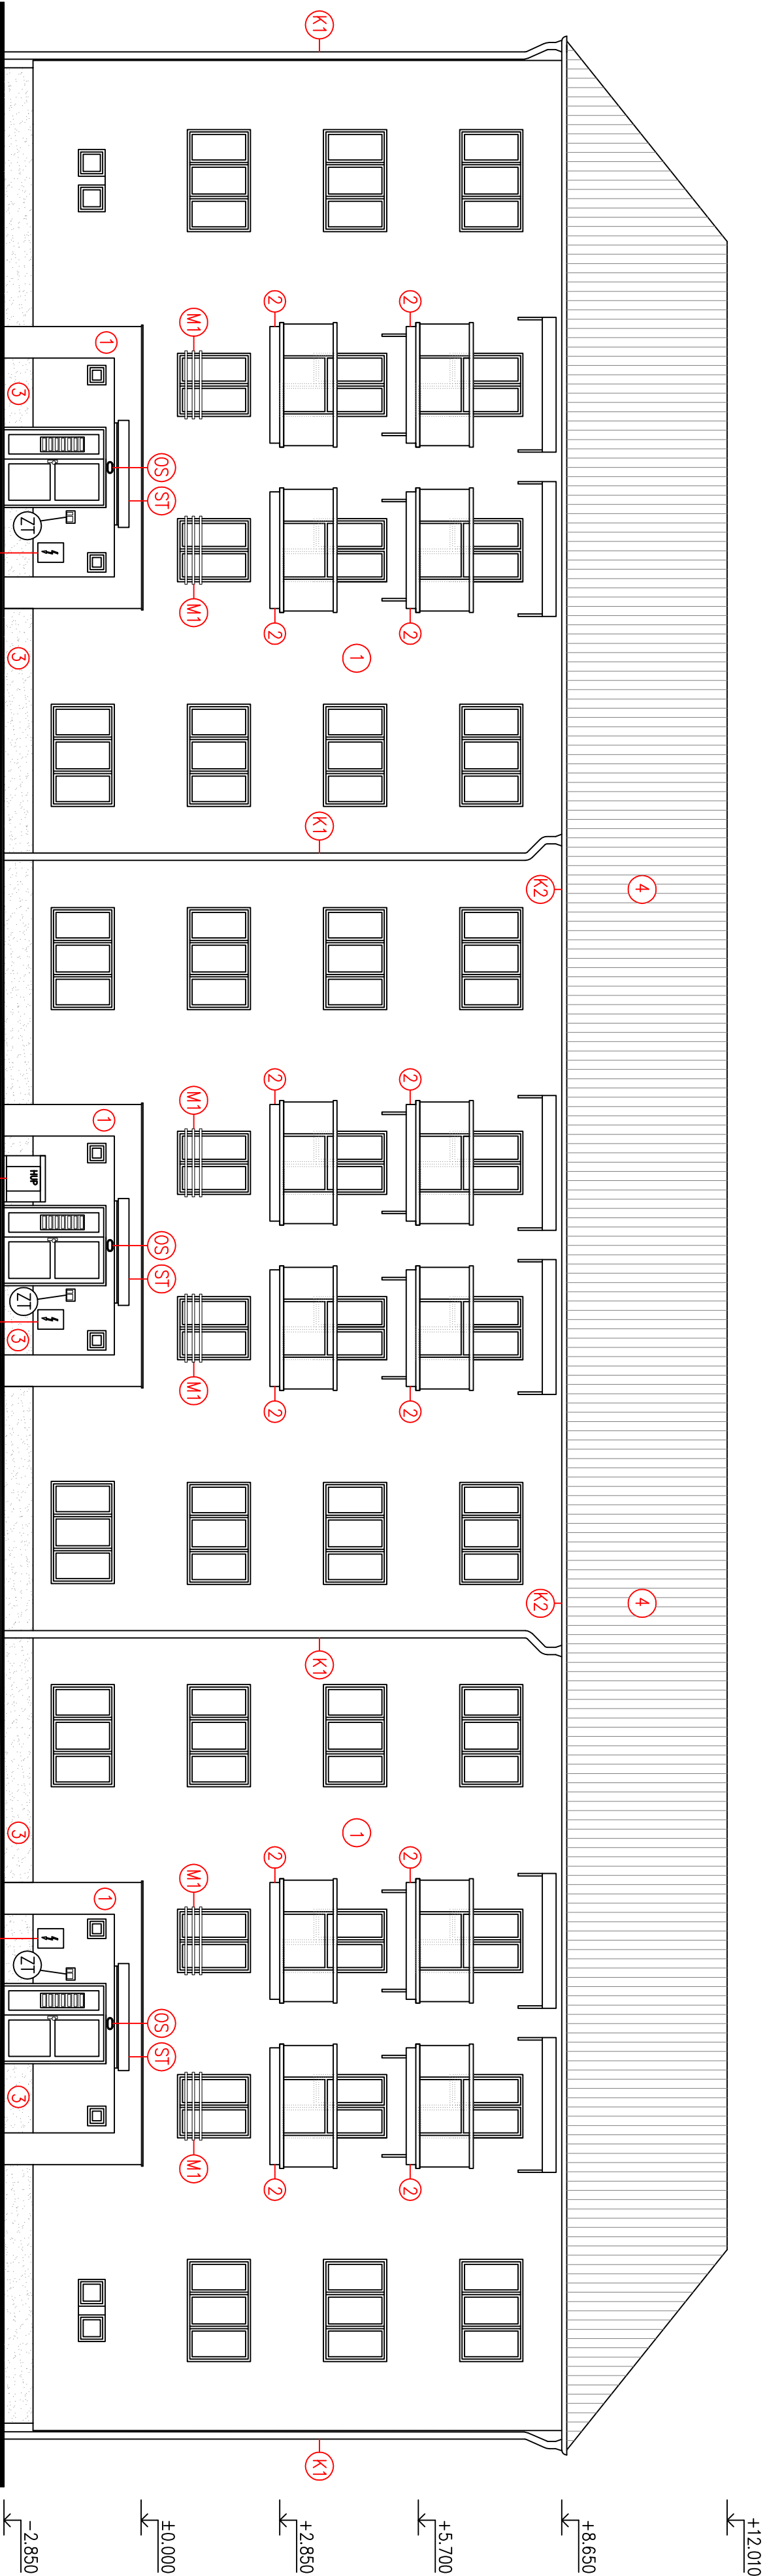 +12.010
4 4
+8.650
K2 K2
+5.700
2 2 2 2 2 2
1 1
K1 K1 K1 K1
+2.850
2 2 2 2 2 2
M1 M1 M1 M1 M1 M1
±0.000
OS ST OS ST OS ST
1 1 1
HUP
ZT ZT ZT
3 3 3 3 3
-2.850